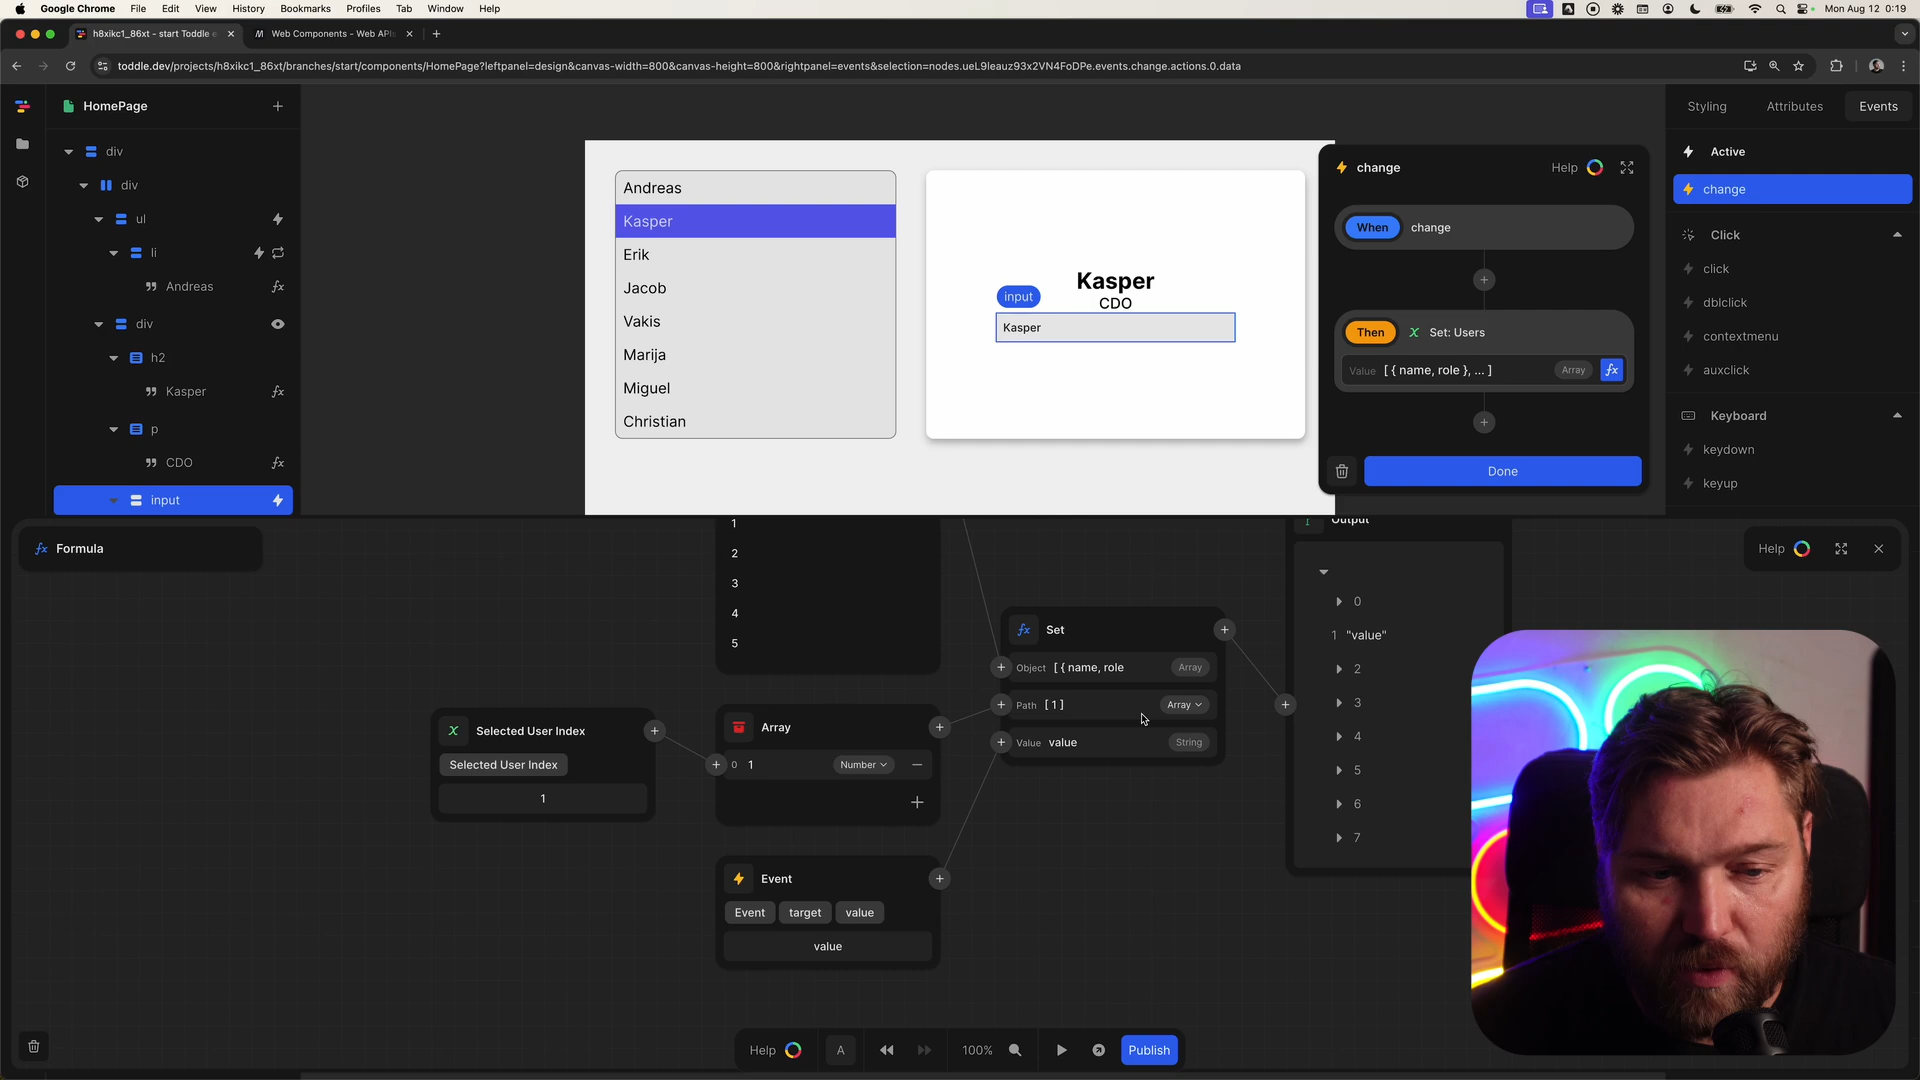 Google Chrome File Edit View History Bookmarks Profiles Tab Window Help Mon Aug 12 0:19
h8xikc1_86xt - start Toddle e Web Components - Web APIs
toddle.dev/projects/h8xikc1_86xt/branches/start/components/HomePage?leftpanel=design&canvas-width=800&canvas-height=800&rightpanel=events&selection=nodes.ueL9leauz93x2VN4FoDPe.events.change.actions.0.data
HomePage
div
div
ul
li
Andreas
div
h2
Kasper
p
CDO
input
Andreas
Kasper
Erik
Jacob
Vakis
Marija
Miguel
Christian
Kasper
input
CDO
Kasper
change Help
When change
Then Set: Users
Value [ { name, role }, ... ] Array
Done
Styling Attributes Events
Active
change
Click
click
dblclick
contextmenu
auxclick
Keyboard
keydown
keyup
Formula
Help
1
2
3
4
5
Selected User Index
Selected User Index
1
Array
0 1 Number
Event
Event target value
value
Set
Object [ { name, role Array
Path [ 1 ] Array
Value value String
Output
0
1 "value"
2
3
4
5
6
7
Help A 100% Publish